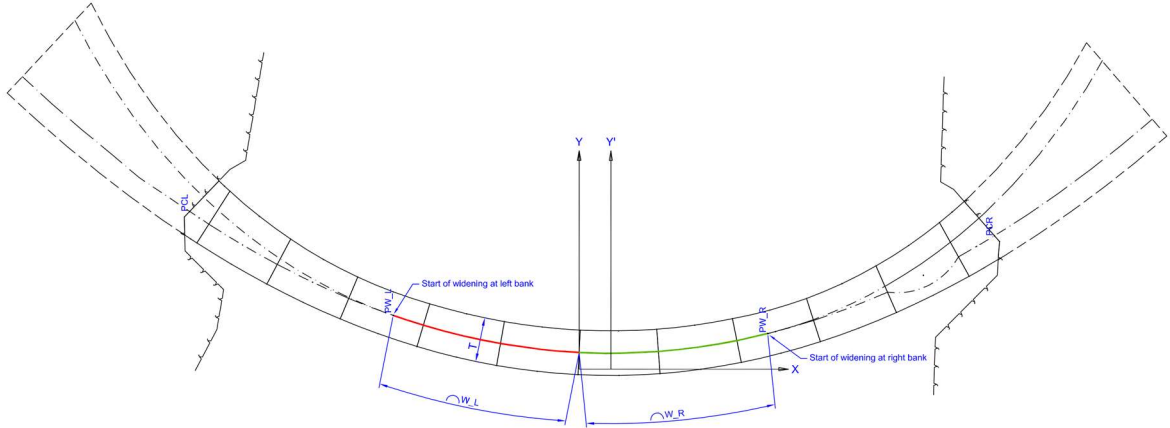 Y
Y'
PCL
PCR
PW_L
Start of widening at left bank
PW_R
T
Start of widening at right bank
X
⌒W_L
⌒W_R